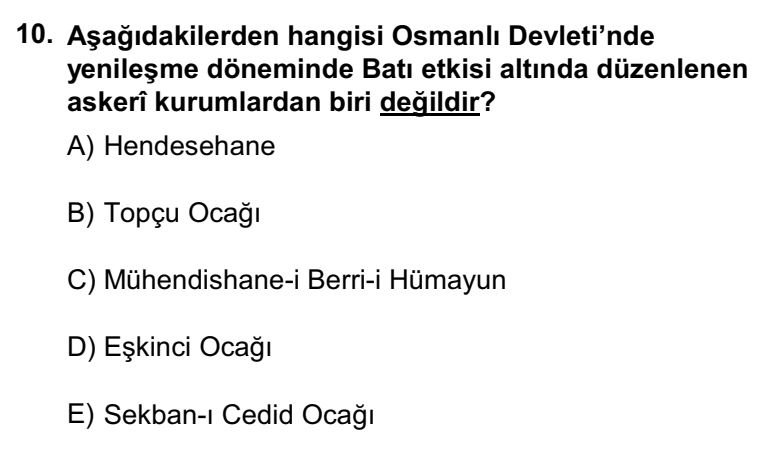 10. Aşağıdakilerden hangisi Osmanlı Devleti’nde
yenileşme döneminde Batı etkisi altında düzenlenen
askerî kurumlardan biri değildir?
A) Hendesehane
B) Topçu Ocağı
C) Mühendishane-i Berri-i Hümayun
D) Eşkinci Ocağı
E) Sekban-ı Cedid Ocağı